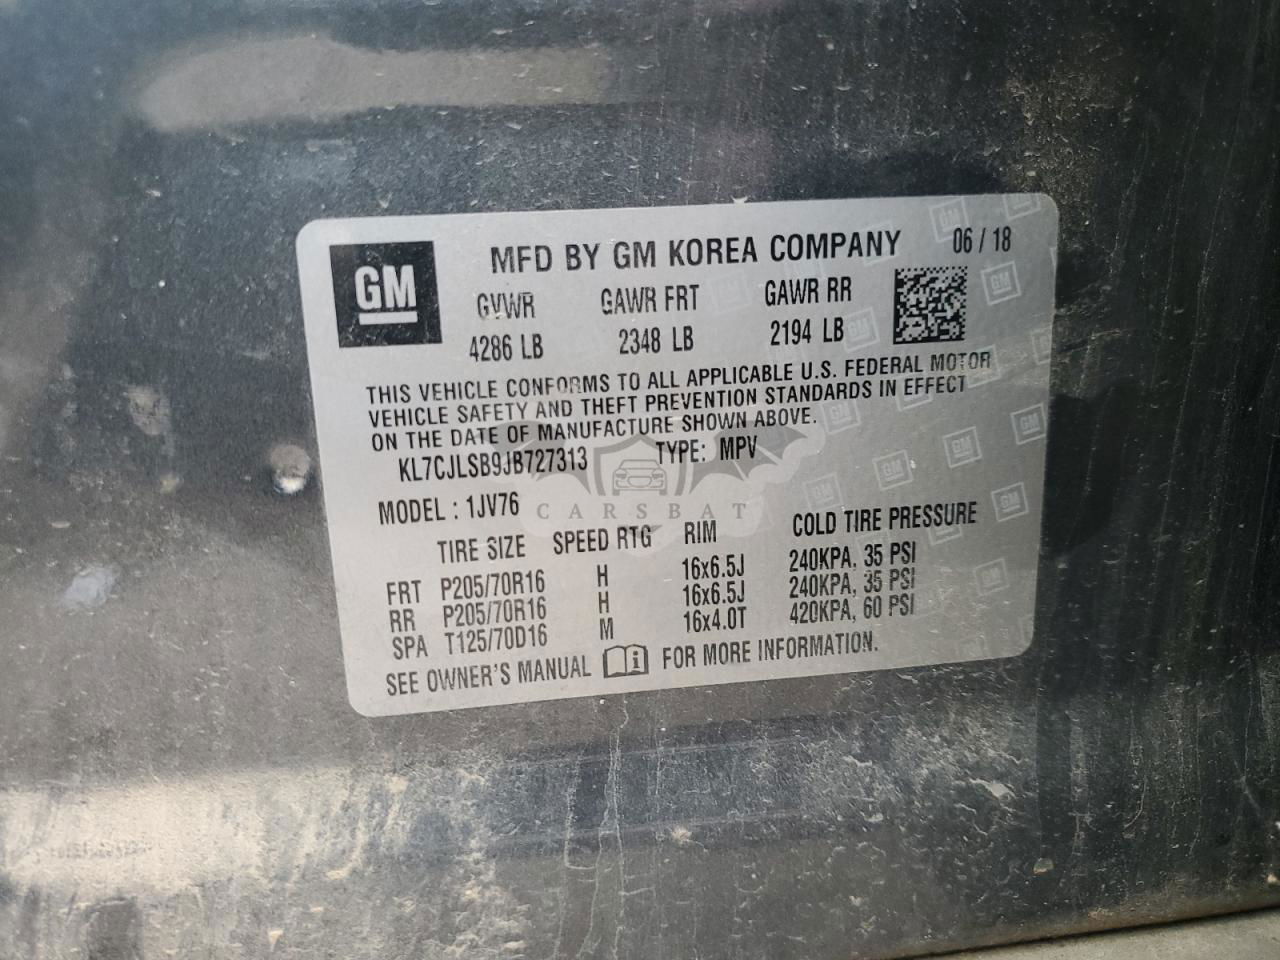 GM
MFD BY GM KOREA COMPANY 06 / 18
GVWR GAWR FRT GAWR RR
4286 LB 2348 LB 2194 LB
THIS VEHICLE CONFORMS TO ALL APPLICABLE U.S. FEDERAL MOTOR
VEHICLE SAFETY AND THEFT PREVENTION STANDARDS IN EFFECT
ON THE DATE OF MANUFACTURE SHOWN ABOVE.
KL7CJLSB9JB727313 TYPE: MPV
MODEL : 1JV76
CARSBAT
TIRE SIZE SPEED RTG RIM COLD TIRE PRESSURE
FRT P205/70R16 H 16x6.5J 240KPA, 35 PSI
RR P205/70R16 H 16x6.5J 240KPA, 35 PSI
SPA T125/70D16 M 16x4.0T 420KPA, 60 PSI
SEE OWNER'S MANUAL FOR MORE INFORMATION.